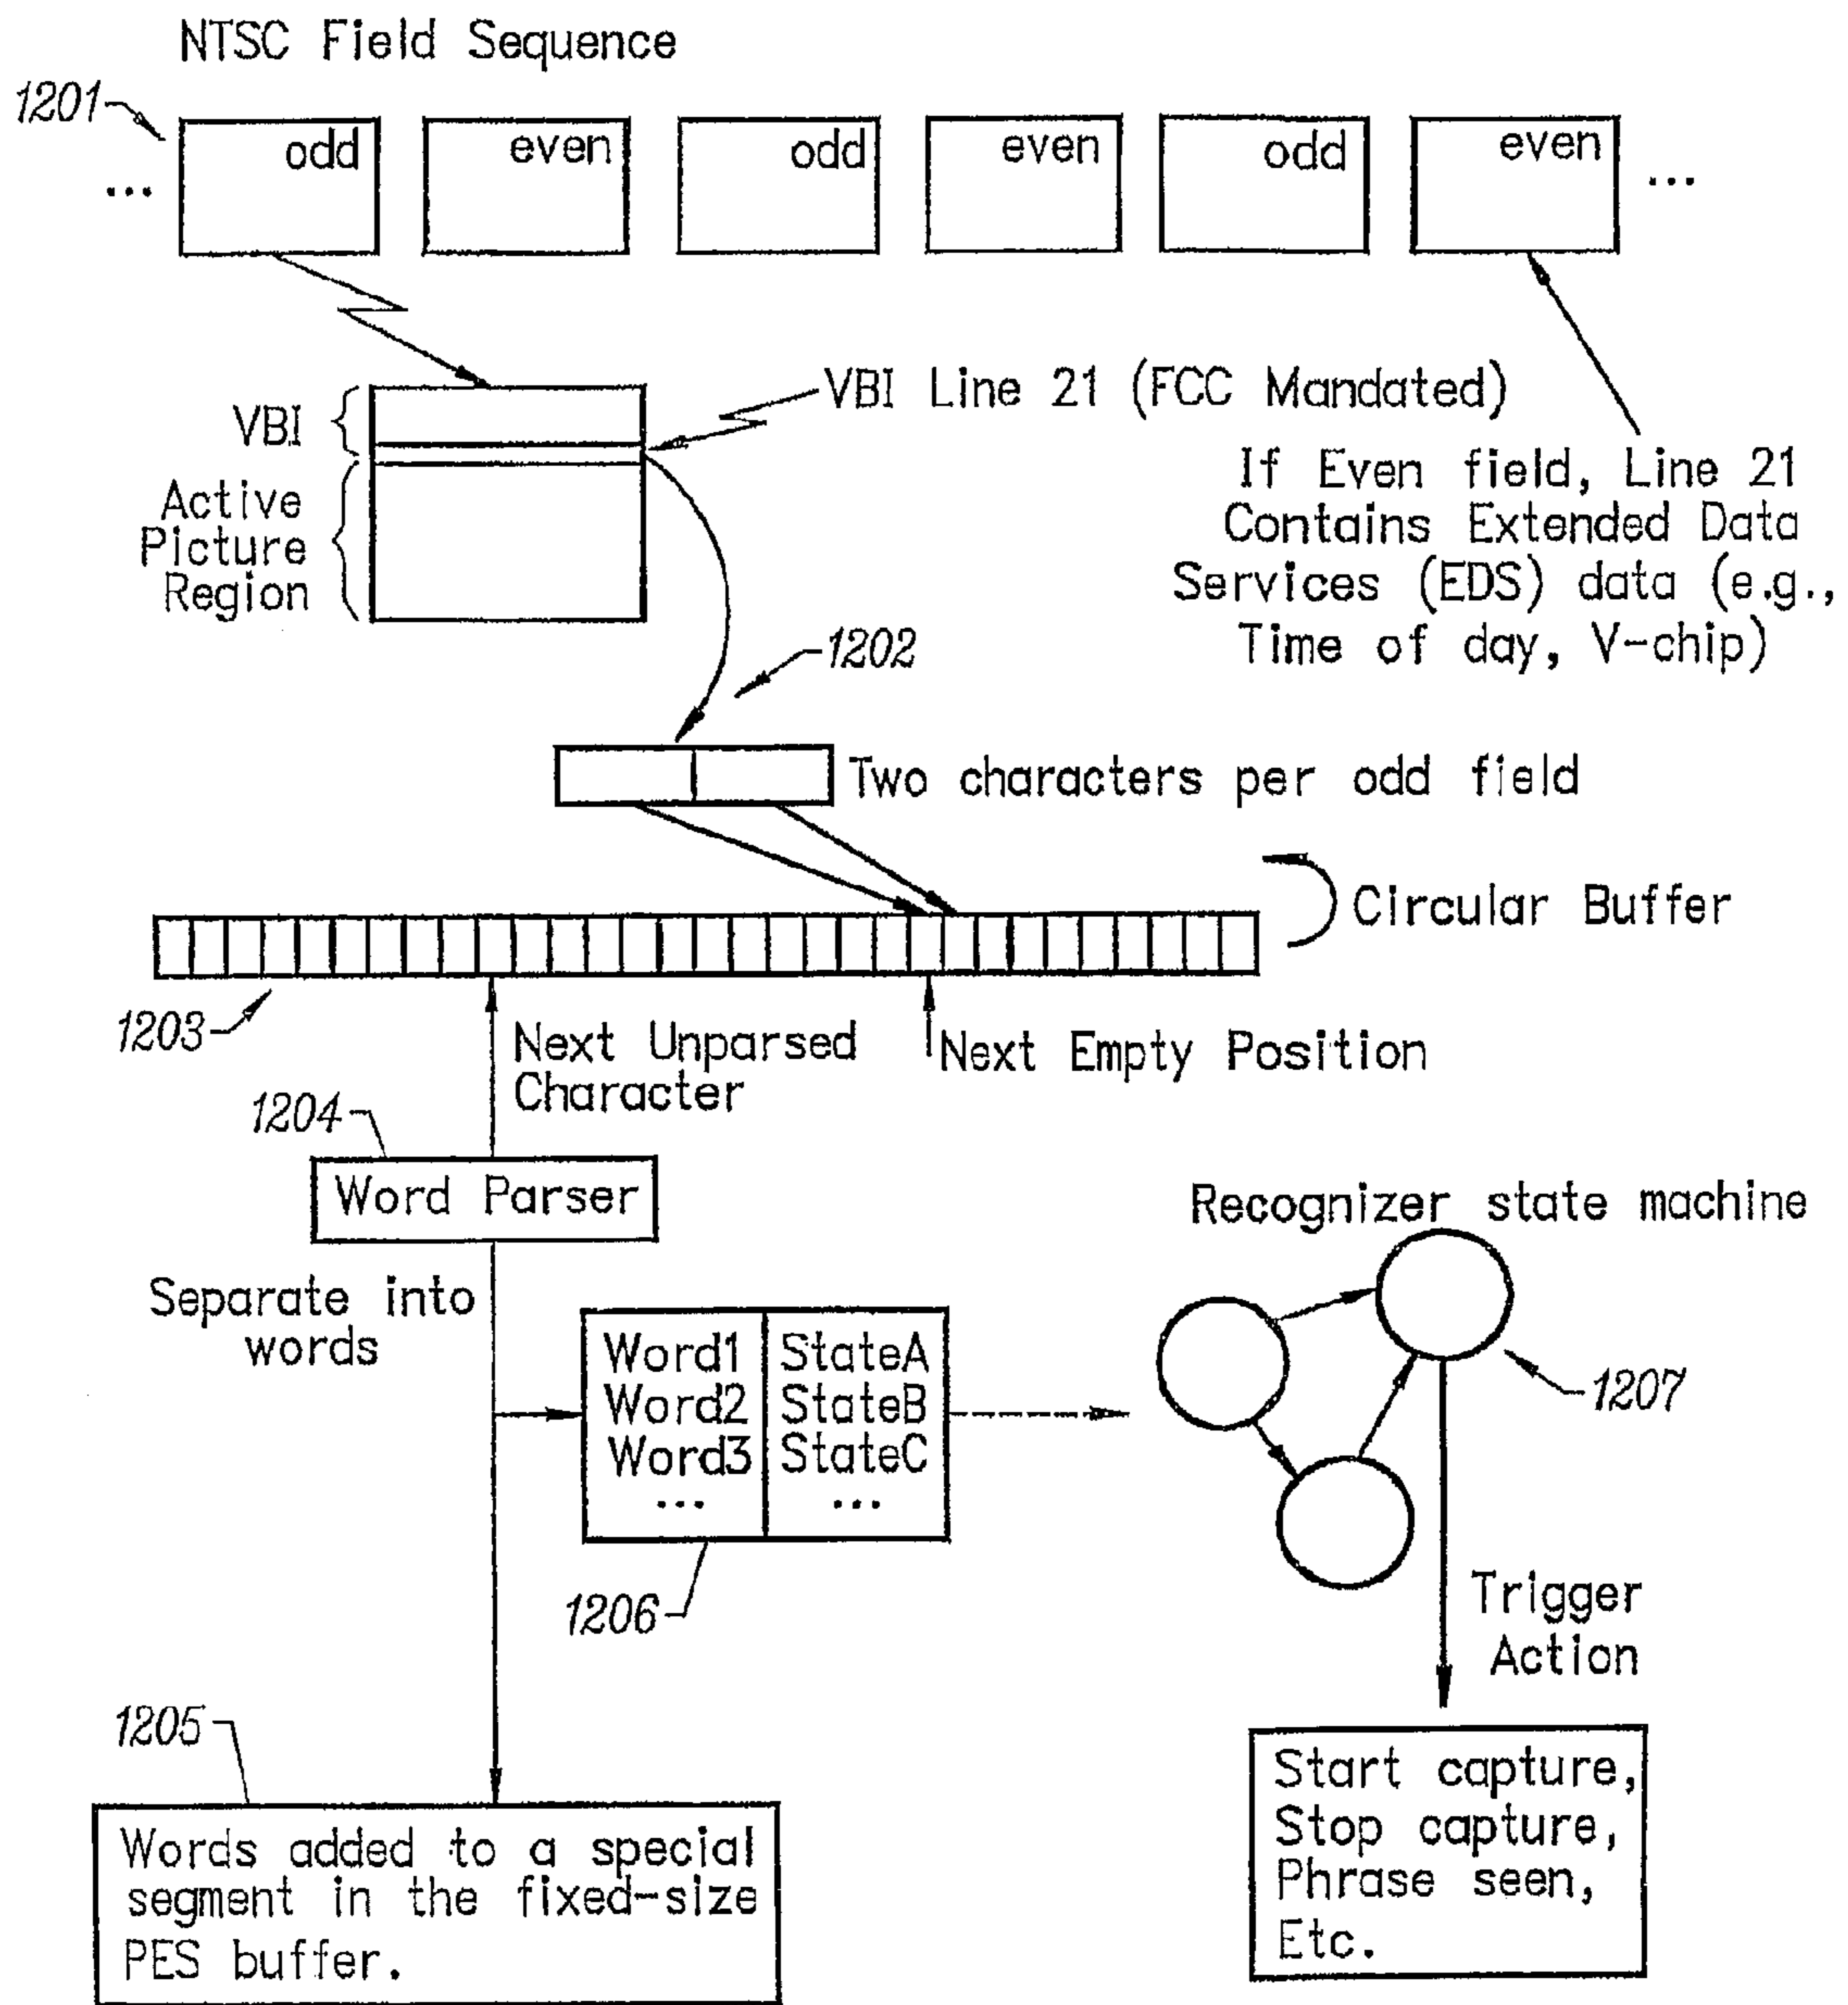 NTSC Field Sequence
1201
odd even odd even odd even
... ...
VBI Line 21 (FCC Mandated)
VBI
Active
Picture
Region
If Even field, Line 21
Contains Extended Data
Services (EDS) data (e.g.,
Time of day, V-chip)
1202
Two characters per odd field
Circular Buffer
1203
Next Unparsed
Character
Next Empty Position
1204
Word Parser
Recognizer state machine
Separate into
words
Word1 StateA
Word2 StateB
Word3 StateC
... ...
1207
1206
Trigger
Action
1205
Words added to a special
segment in the fixed-size
PES buffer.
Start capture,
Stop capture,
Phrase seen,
Etc.